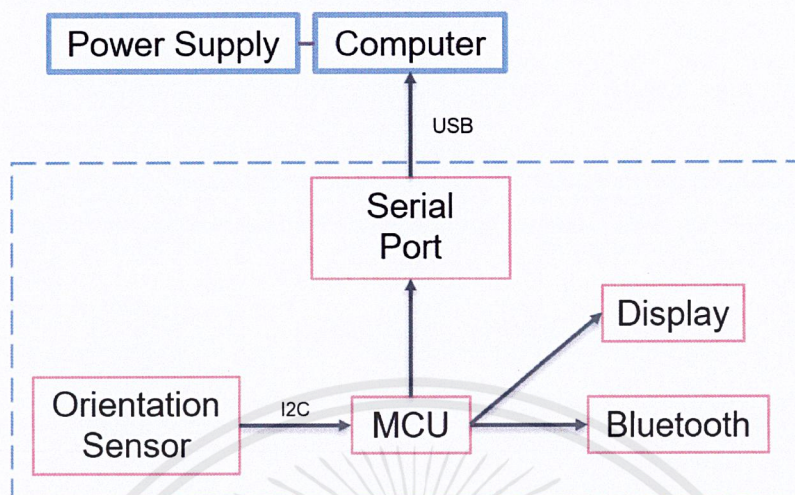 Power Supply
Computer
USB
Serial
Port
Display
Orientation
Sensor
I2C
MCU
Bluetooth